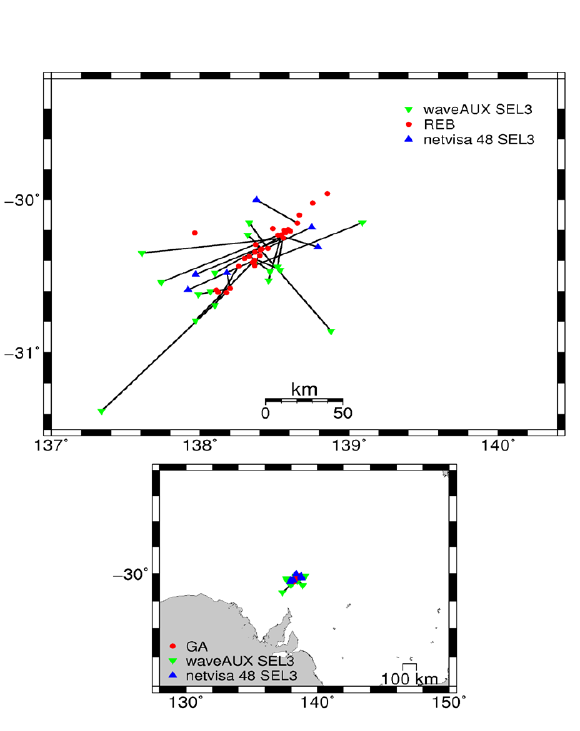 waveAUX SEL3
REB
netvisa 48 SEL3
−30˚
−31˚
km
0 50
137˚ 138˚ 139˚ 140˚
−30˚
GA
waveAUX SEL3
netvisa 48 SEL3
100 km
130˚ 140˚ 150˚